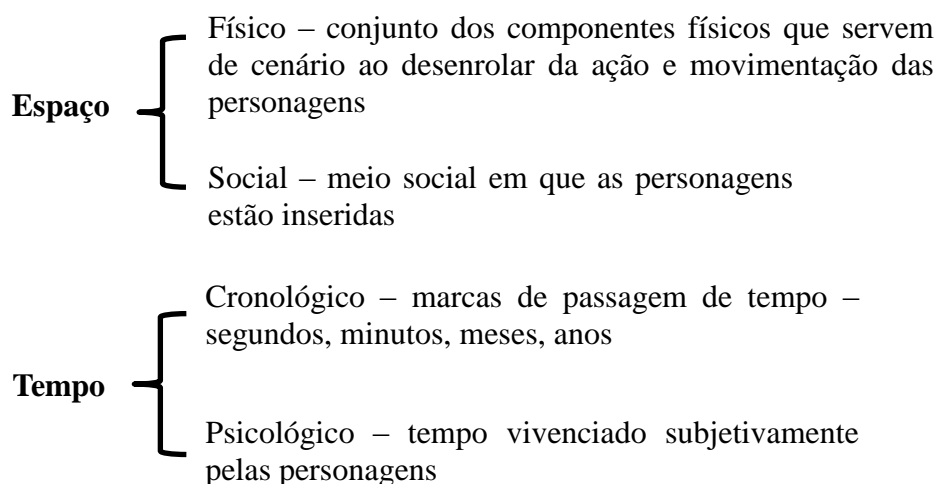 Físico – conjunto dos componentes físicos que servem
de cenário ao desenrolar da ação e movimentação das
personagens
Espaço
Social – meio social em que as personagens
estão inseridas
Cronológico – marcas de passagem de tempo –
segundos, minutos, meses, anos
Tempo
Psicológico – tempo vivenciado subjetivamente
pelas personagens